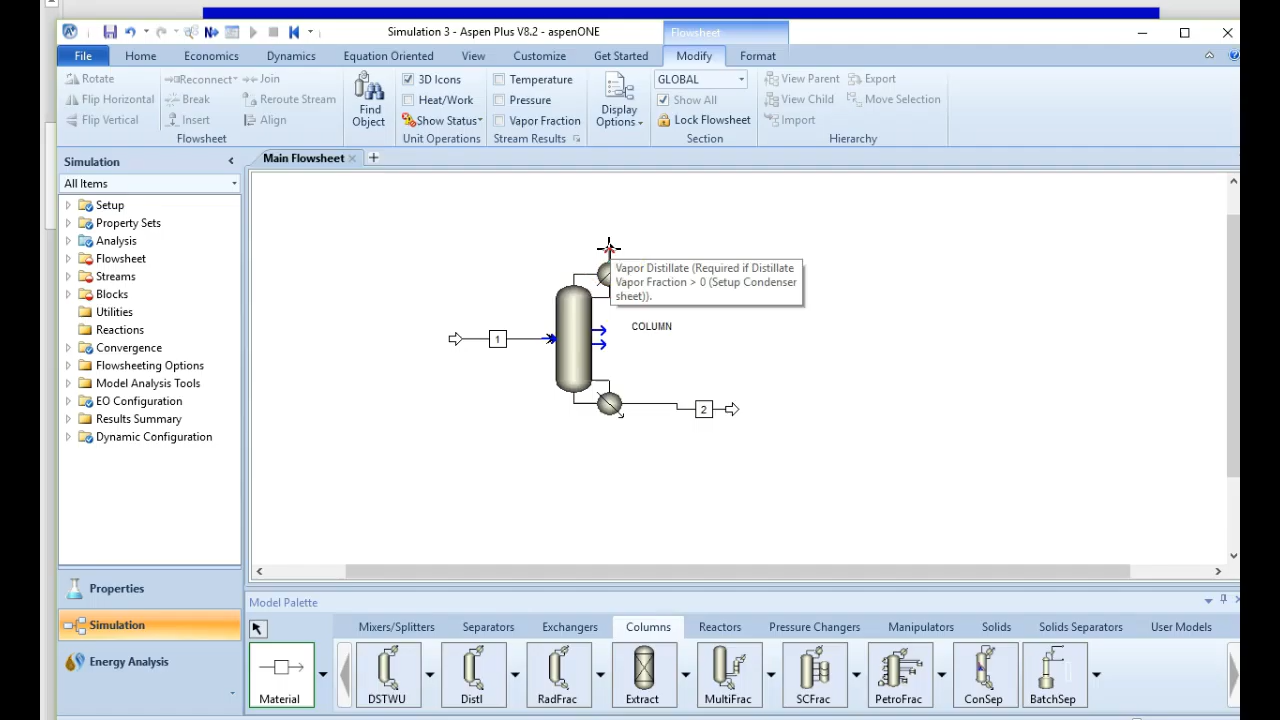 Simulation 3 - Aspen Plus V8.2 - aspenONE
Flowsheet
File
Home
Economics
Dynamics
Equation Oriented
View
Customize
Get Started
Modify
Format
Rotate
Reconnect
Join
Flip Horizontal
Break
Reroute Stream
Flip Vertical
Insert
Align
Flowsheet
Find
Object
3D Icons
Heat/Work
Show Status
Unit Operations
Temperature
Pressure
Vapor Fraction
Stream Results
Display
Options
GLOBAL
Show All
Lock Flowsheet
Section
View Parent
Export
View Child
Move Selection
Import
Hierarchy
Simulation
All Items
Setup
Property Sets
Analysis
Flowsheet
Streams
Blocks
Utilities
Reactions
Convergence
Flowsheeting Options
Model Analysis Tools
EO Configuration
Results Summary
Dynamic Configuration
Properties
Simulation
Energy Analysis
Main Flowsheet
Vapor Distillate (Required if Distillate
Vapor Fraction > 0 (Setup Condenser
sheet)).
COLUMN
1
2
Model Palette
Mixers/Splitters
Separators
Exchangers
Columns
Reactors
Pressure Changers
Manipulators
Solids
Solids Separators
User Models
Material
DSTWU
Distl
RadFrac
Extract
MultiFrac
SCFrac
PetroFrac
ConSep
BatchSep